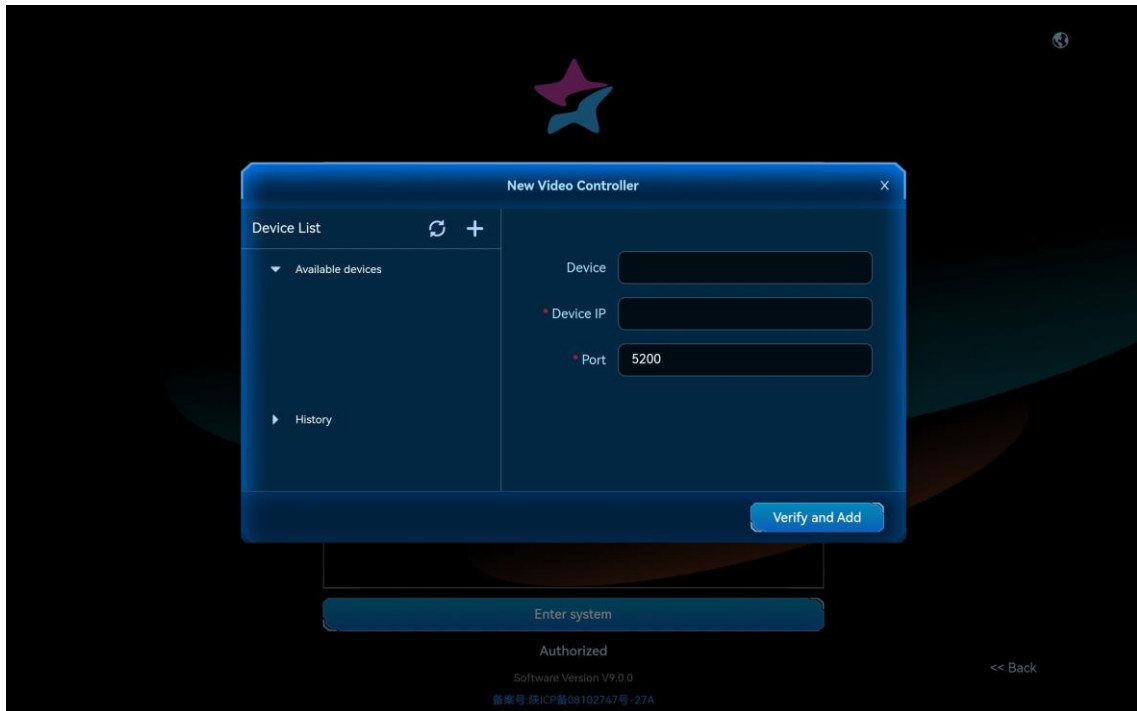 New Video Controller X
Device List
Available devices
History
Device
* Device IP
* Port 5200
Verify and Add
Enter system
Authorized
<< Back
Software Version V9.0.0
备案号:陕ICP备08102747号-27A